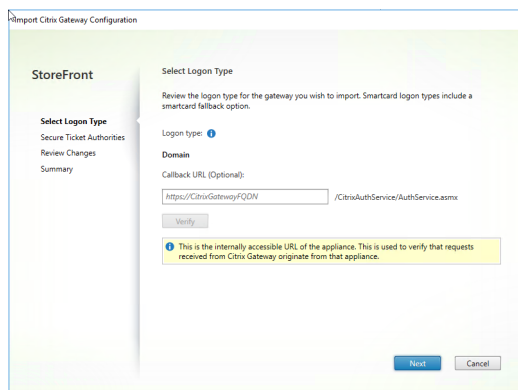 Import Citrix Gateway Configuration
StoreFront
Select Logon Type
Secure Ticket Authorities
Review Changes
Summary
Select Logon Type
Review the logon type for the gateway you wish to import. Smartcard logon types include a
smartcard fallback option.
Logon type:
Domain
Callback URL (Optional):
https://CitrixGatewayFQDN /CitrixAuthService/AuthService.asmx
Verify
This is the internally accessible URL of the appliance. This is used to verify that requests
received from Citrix Gateway originate from that appliance.
Next Cancel